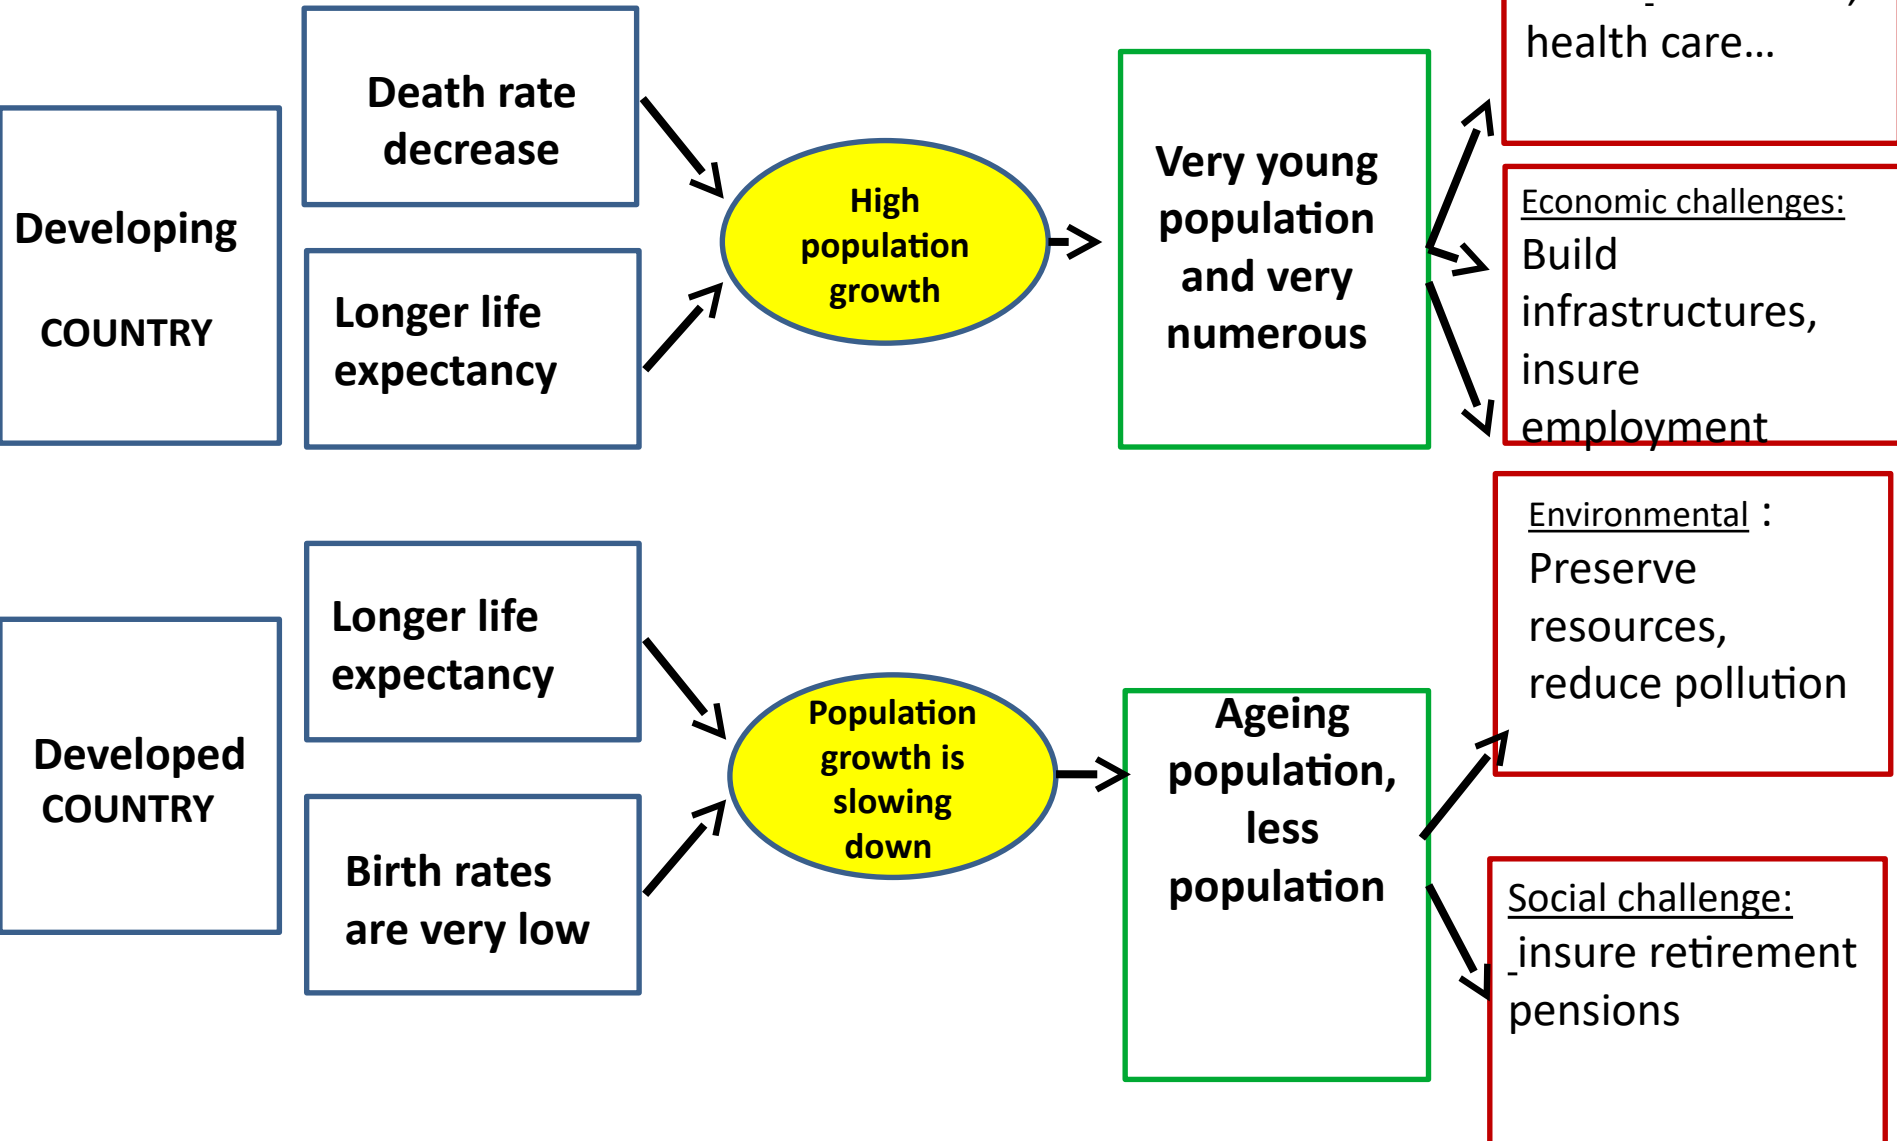 Developing
COUNTRY
Death rate
decrease
Longer life
expectancy
High
population
growth
Very young
population
and very
numerous
health care...
Economic challenges:
Build
infrastructures,
insure
employment
Developed
COUNTRY
Longer life
expectancy
Birth rates
are very low
Population
growth is
slowing
down
Ageing
population,
less
population
Environmental :
Preserve
resources,
reduce pollution
Social challenge:
insure retirement
pensions